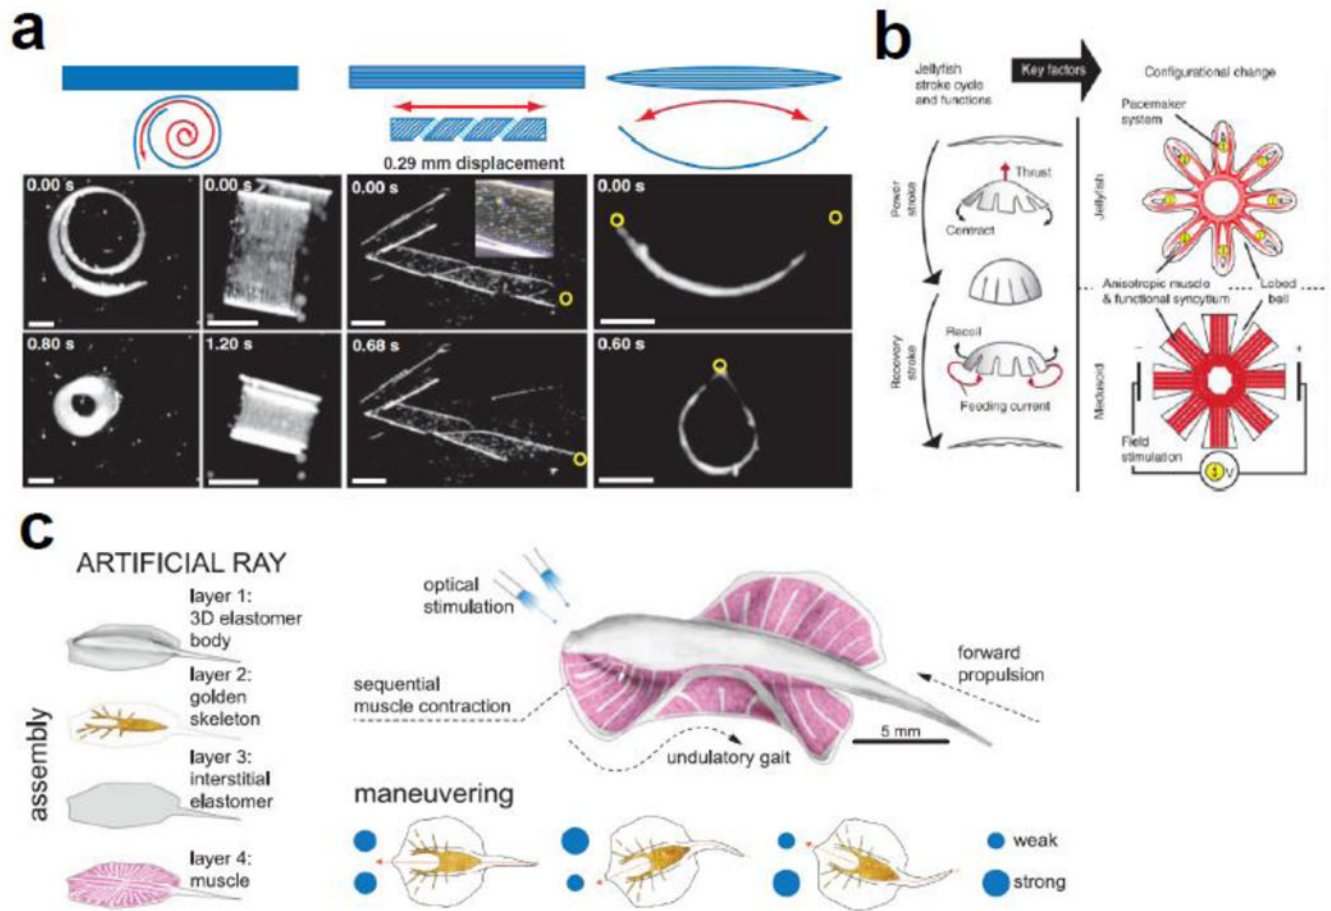 a
0.29 mm displacement
0.00 s
0.00 s
0.00 s
0.00 s
0.80 s
1.20 s
0.68 s
0.60 s
b
Jellyfish
stroke cycle
and functions
Key factors
Configurational change
Pacemaker
system
Power
stroke
Thrust
Contract
Jellyfish
Anisotropic muscle
& functional syncytium
Lobed
bell
Recovery
stroke
Recoil
Feeding current
Medusoid
−
+
Field
stimulation
V
c
ARTIFICIAL RAY
assembly
layer 1:
3D elastomer
body
layer 2:
golden
skeleton
layer 3:
interstitial
elastomer
layer 4:
muscle
optical
stimulation
sequential
muscle contraction
forward
propulsion
5 mm
undulatory gait
maneuvering
weak
strong